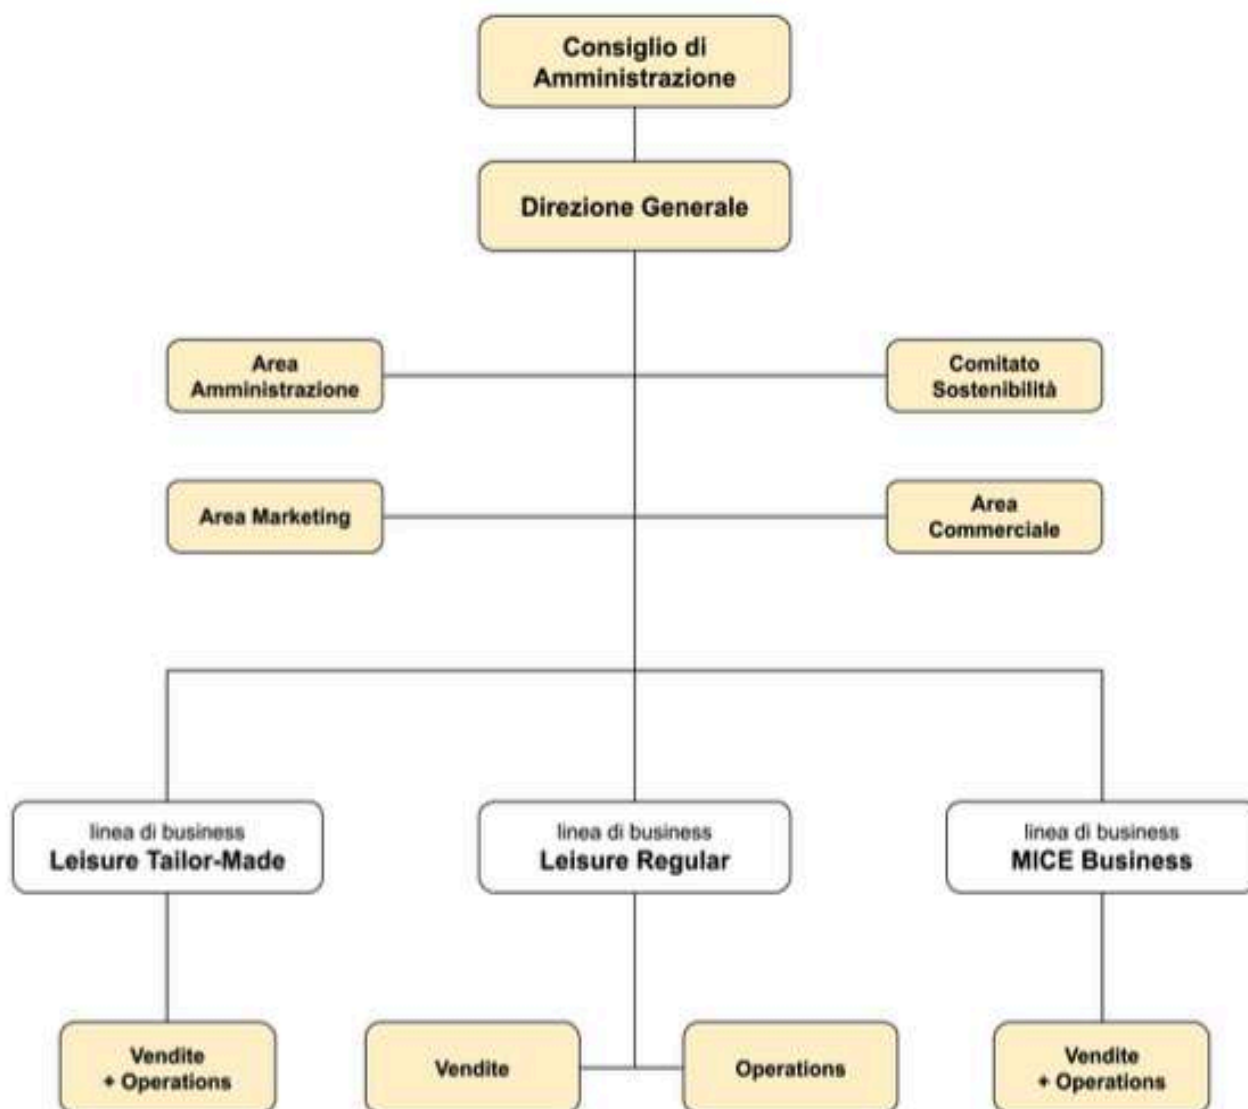 Consiglio di
Amministrazione
Direzione Generale
Area
Amministrazione
Comitato
Sostenibilità
Area Marketing
Area
Commerciale
linea di business
Leisure Tailor-Made
linea di business
Leisure Regular
linea di business
MICE Business
Vendite
+ Operations
Vendite
Operations
Vendite
+ Operations